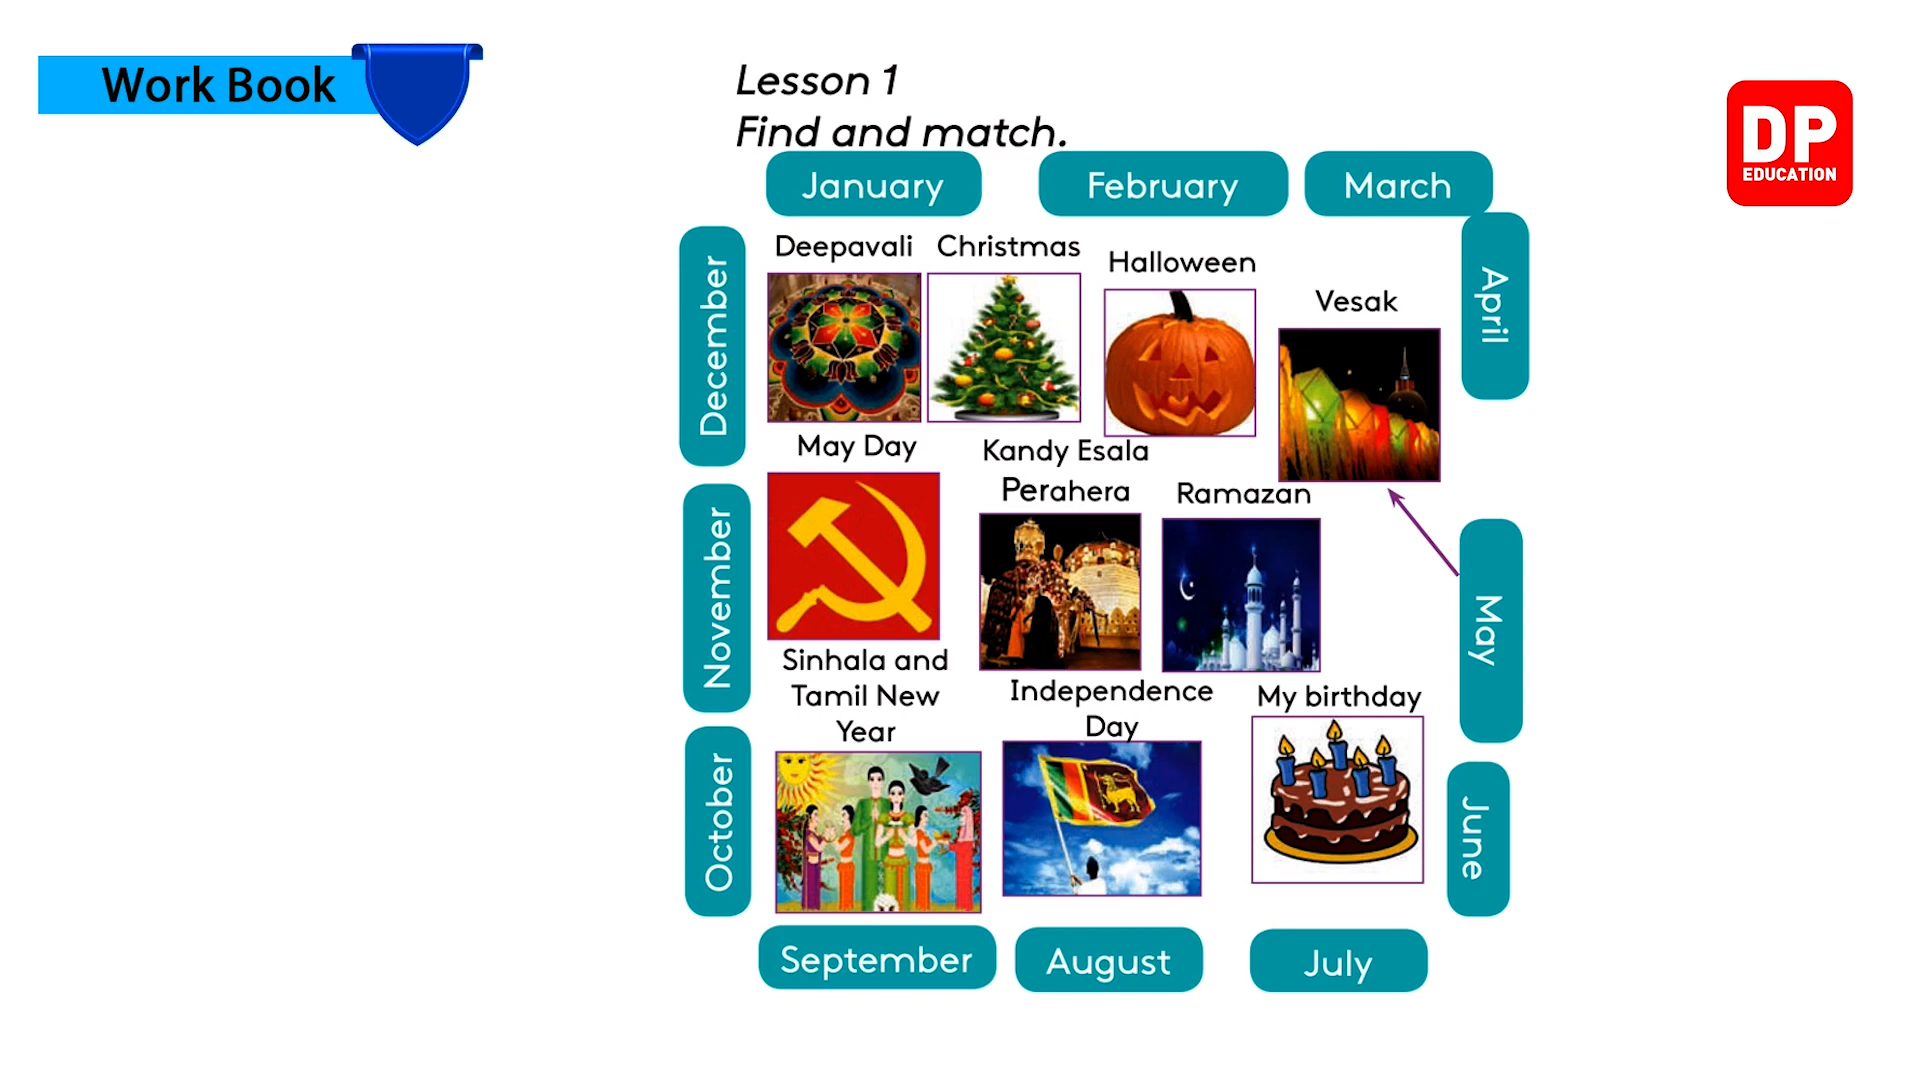 Work Book
Lesson 1
Find and match.
DP
EDUCATION
January
February
March
April
May
June
July
August
September
October
November
December
Deepavali
Christmas
Halloween
Vesak
May Day
Kandy Esala
Perahera
Ramazan
Sinhala and
Tamil New
Year
Independence
Day
My birthday